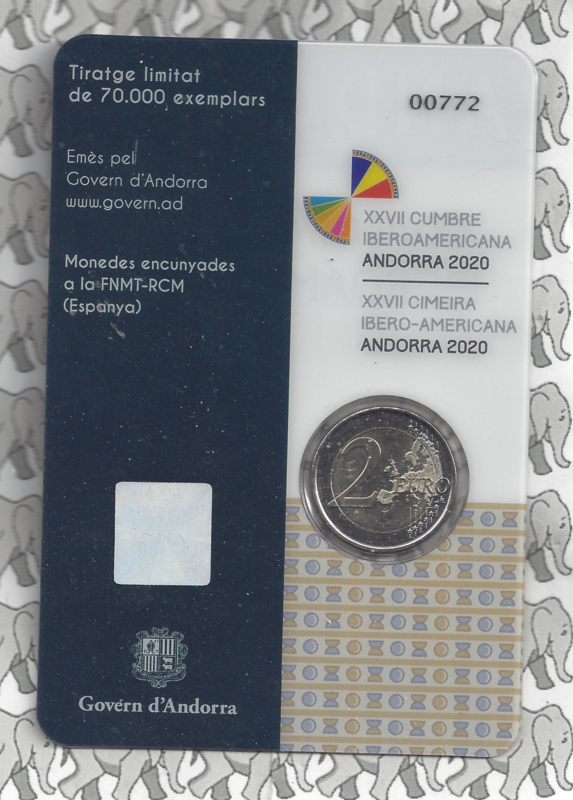 Tiratge limitat
de 70.000 exemplars
Emès pel
Govern d'Andorra
www.govern.ad
Monedes encunyades
a la FNMT-RCM
(Espanya)
Govern d'Andorra
00772
XXVII CUMBRE
IBEROAMERICANA
ANDORRA 2020
XXVII CIMEIRA
IBERO-AMERICANA
ANDORRA 2020
2 EURO